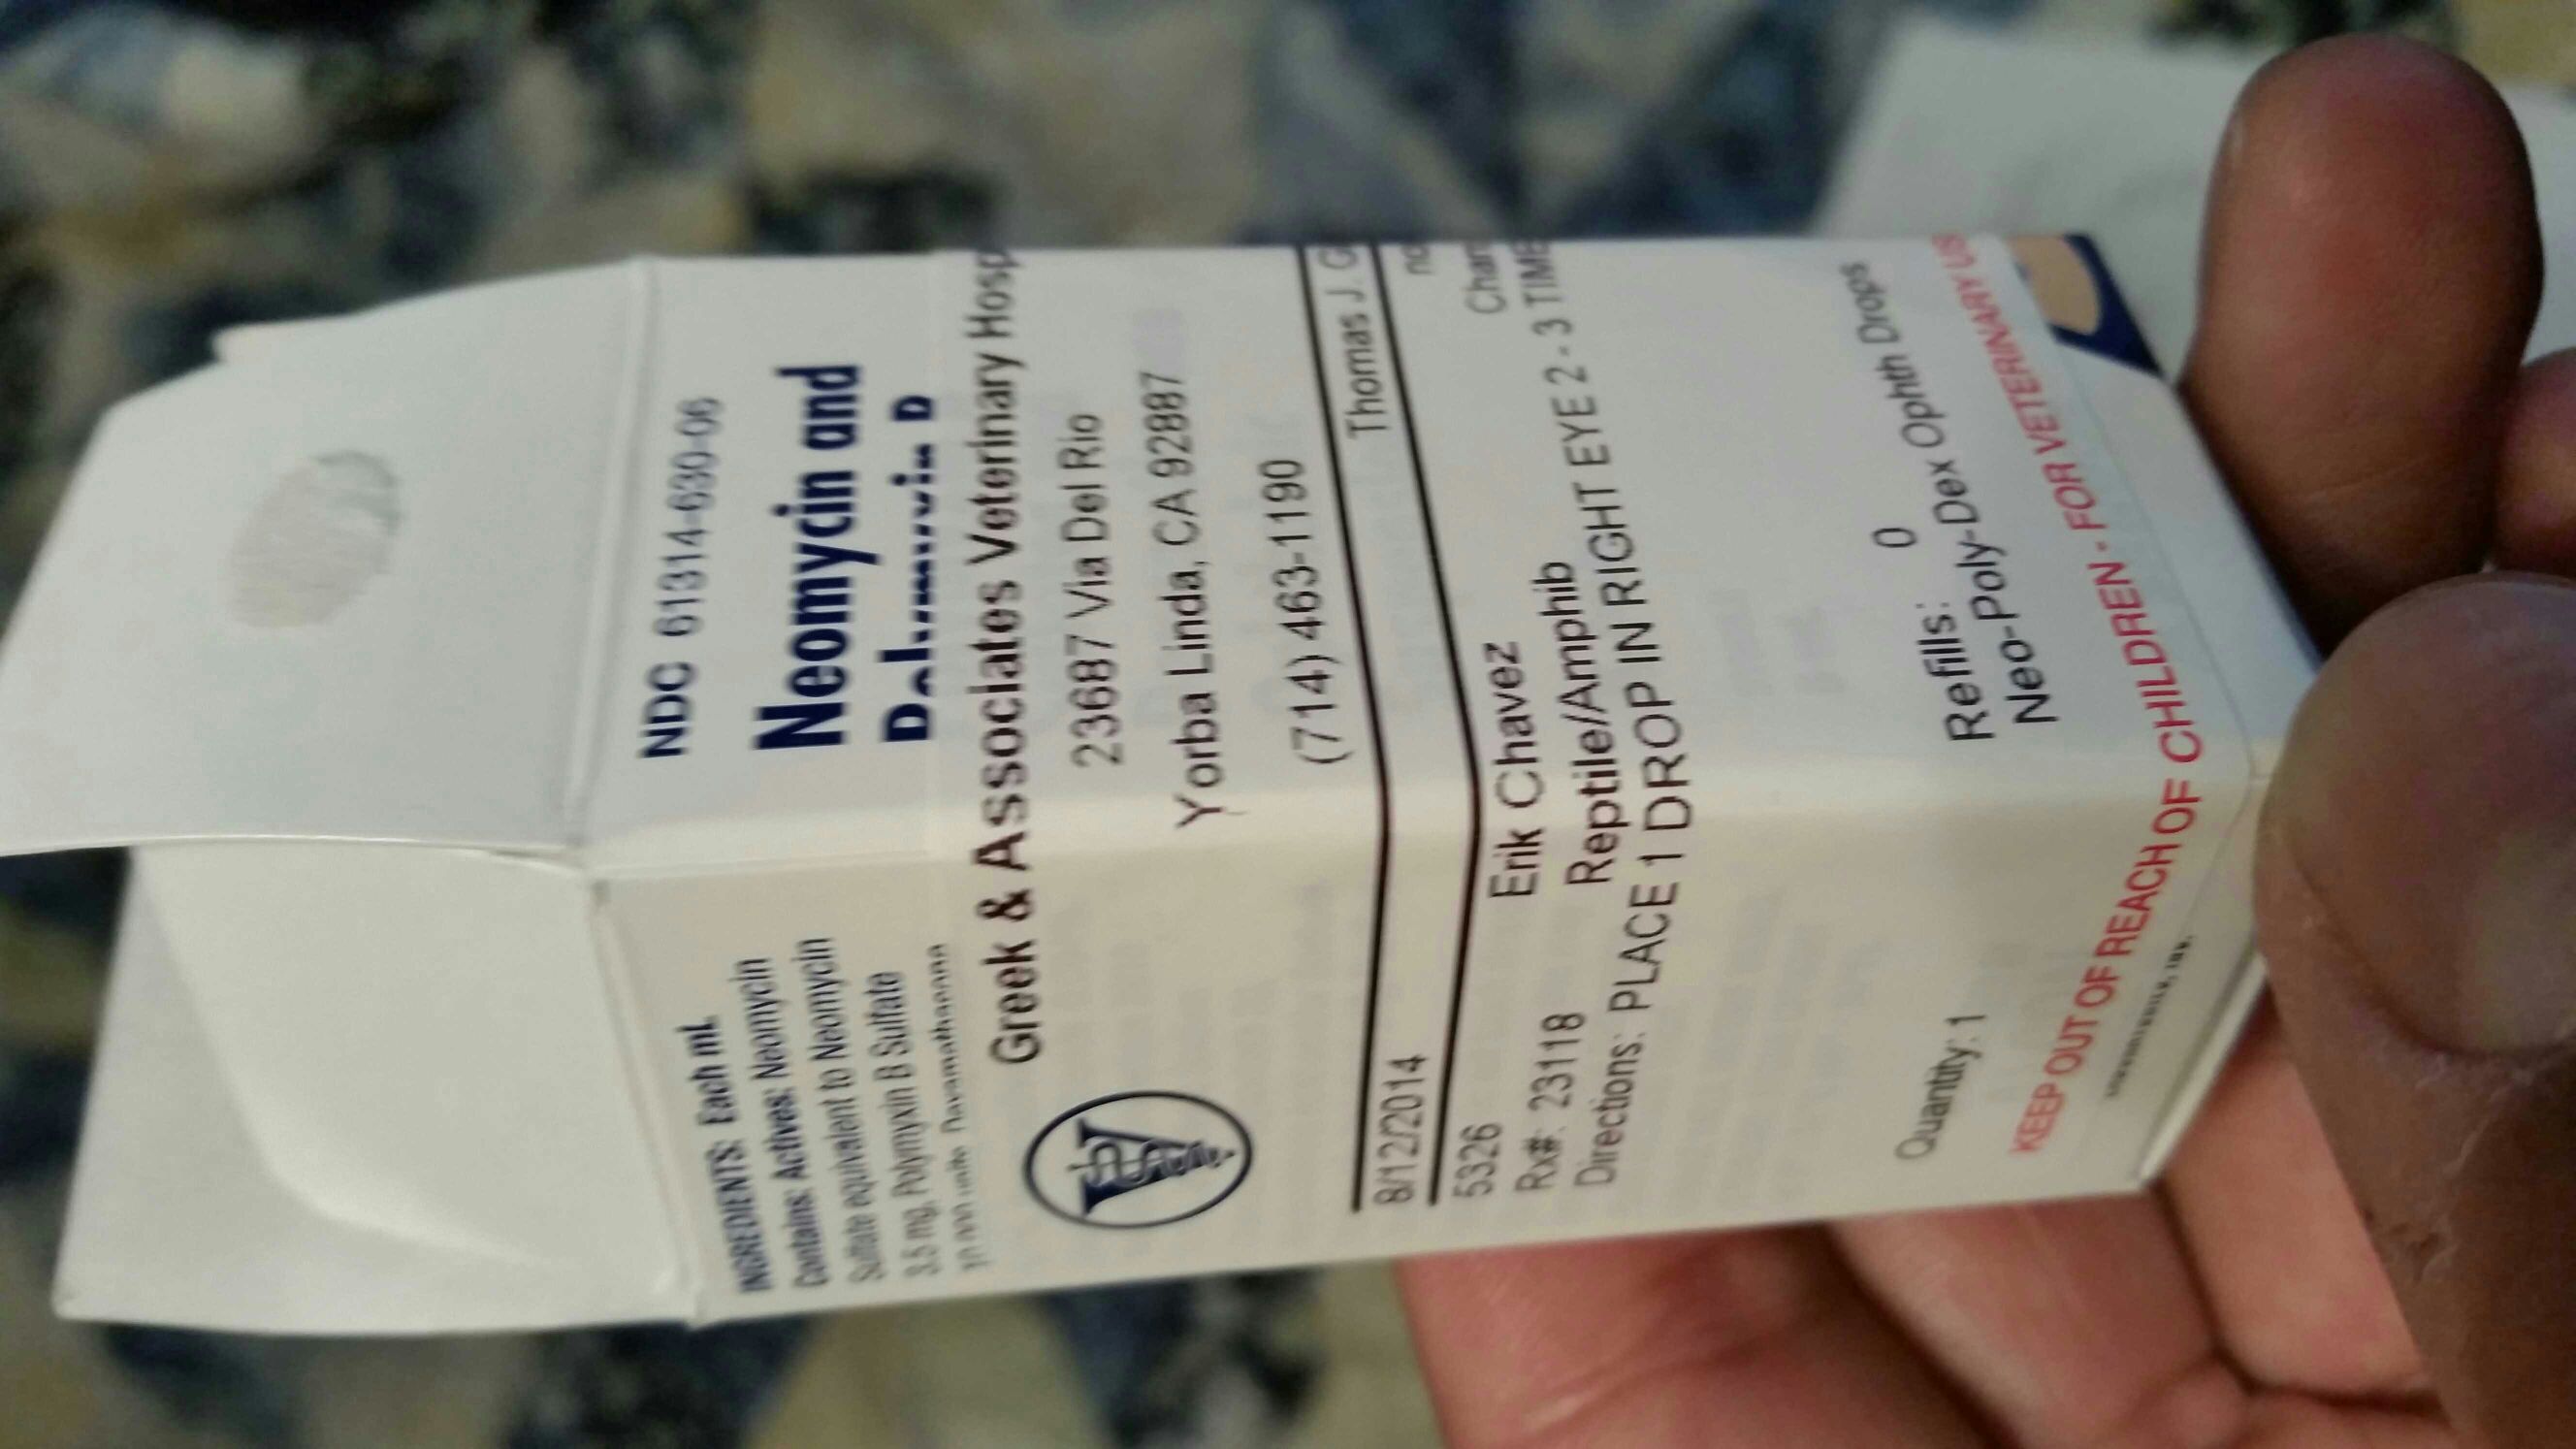 NDC 61314-630-06
Neomycin and
INGREDIENTS: Each mL
Contains: Actives: Neomycin
Sulfate equivalent to Neomycin
3.5 mg, Polymyxin B Sulfate
Greek & Associates Veterinary Hosp
23687 Via Del Rio
Yorba Linda, CA 92887
(714) 463-1190
8/12/2014 Thomas J. G
5326 Erik Chavez Cham
Rx#: 23118 Reptile/Amphib
Directions: PLACE 1 DROP IN RIGHT EYE 2 - 3 TIME
Refills: 0
Quantity: 1 Neo-Poly-Dex Ophth Drops
KEEP OUT OF REACH OF CHILDREN - FOR VETERINARY US